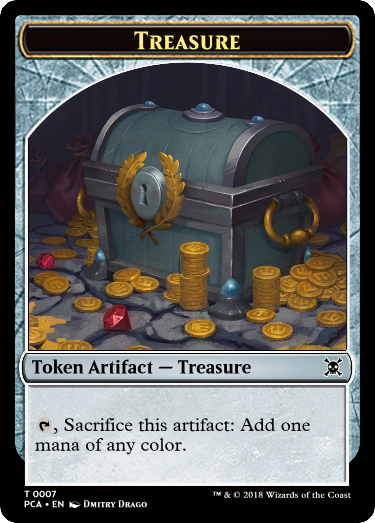 TREASURE
Token Artifact — Treasure
, Sacrifice this artifact: Add one
mana of any color.
T 0007
PCA • EN DMITRY DRAGO
™ & © 2018 Wizards of the Coast